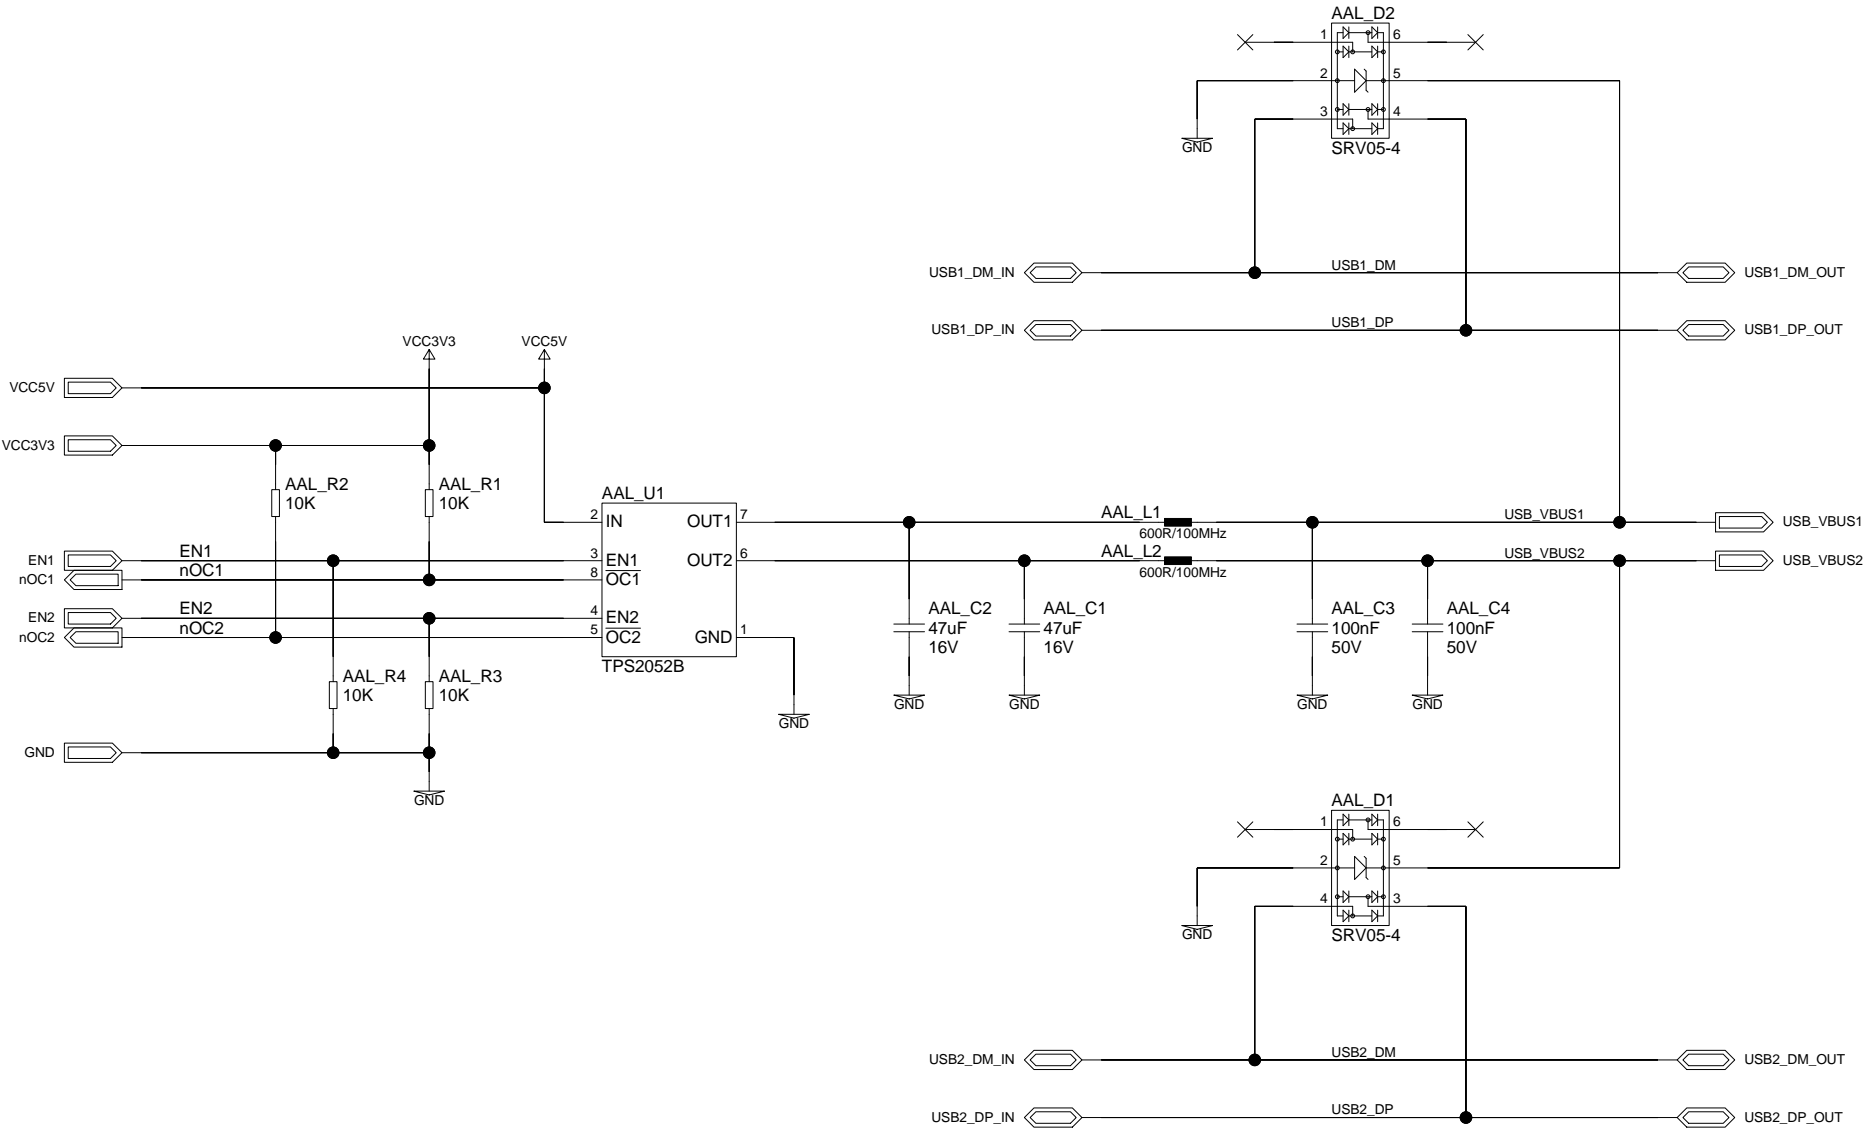 AAL_D2
1 6
2 5
3 4
GND
SRV05-4
USB1_DM_IN USB1_DM USB1_DM_OUT
USB1_DP_IN USB1_DP USB1_DP_OUT
VCC3V3 VCC5V
VCC5V
VCC3V3
AAL_R2
10K
AAL_R1
10K
AAL_U1
2 IN OUT1 7
3 EN1 OUT2 6
8 OC1
4 EN2
5 OC2 GND 1
TPS2052B
EN1 EN1
nOC1 nOC1
EN2 EN2
nOC2 nOC2
AAL_L1
600R/100MHz
USB_VBUS1 USB_VBUS1
AAL_L2
600R/100MHz
USB_VBUS2 USB_VBUS2
AAL_C2
47uF
16V
AAL_C1
47uF
16V
AAL_C3
100nF
50V
AAL_C4
100nF
50V
GND
GND
GND
GND
GND
AAL_R4
10K
AAL_R3
10K
GND
GND
AAL_D1
1 6
2 5
4 3
GND
SRV05-4
USB2_DM_IN USB2_DM USB2_DM_OUT
USB2_DP_IN USB2_DP USB2_DP_OUT